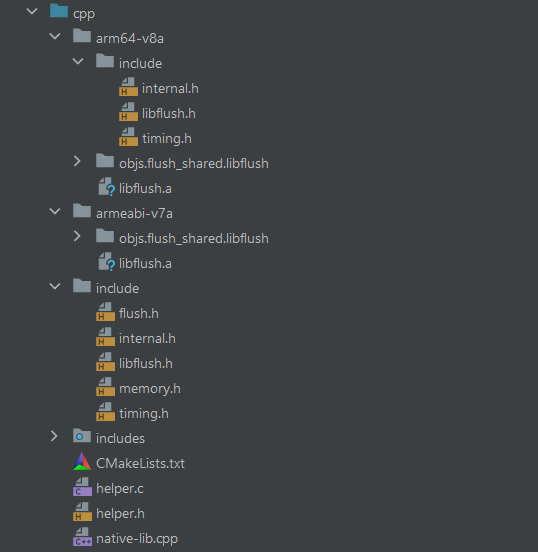 cpp
arm64-v8a
include
internal.h
libflush.h
timing.h
objs.flush_shared.libflush
libflush.a
armeabi-v7a
objs.flush_shared.libflush
libflush.a
include
flush.h
internal.h
libflush.h
memory.h
timing.h
includes
CMakeLists.txt
helper.c
helper.h
native-lib.cpp